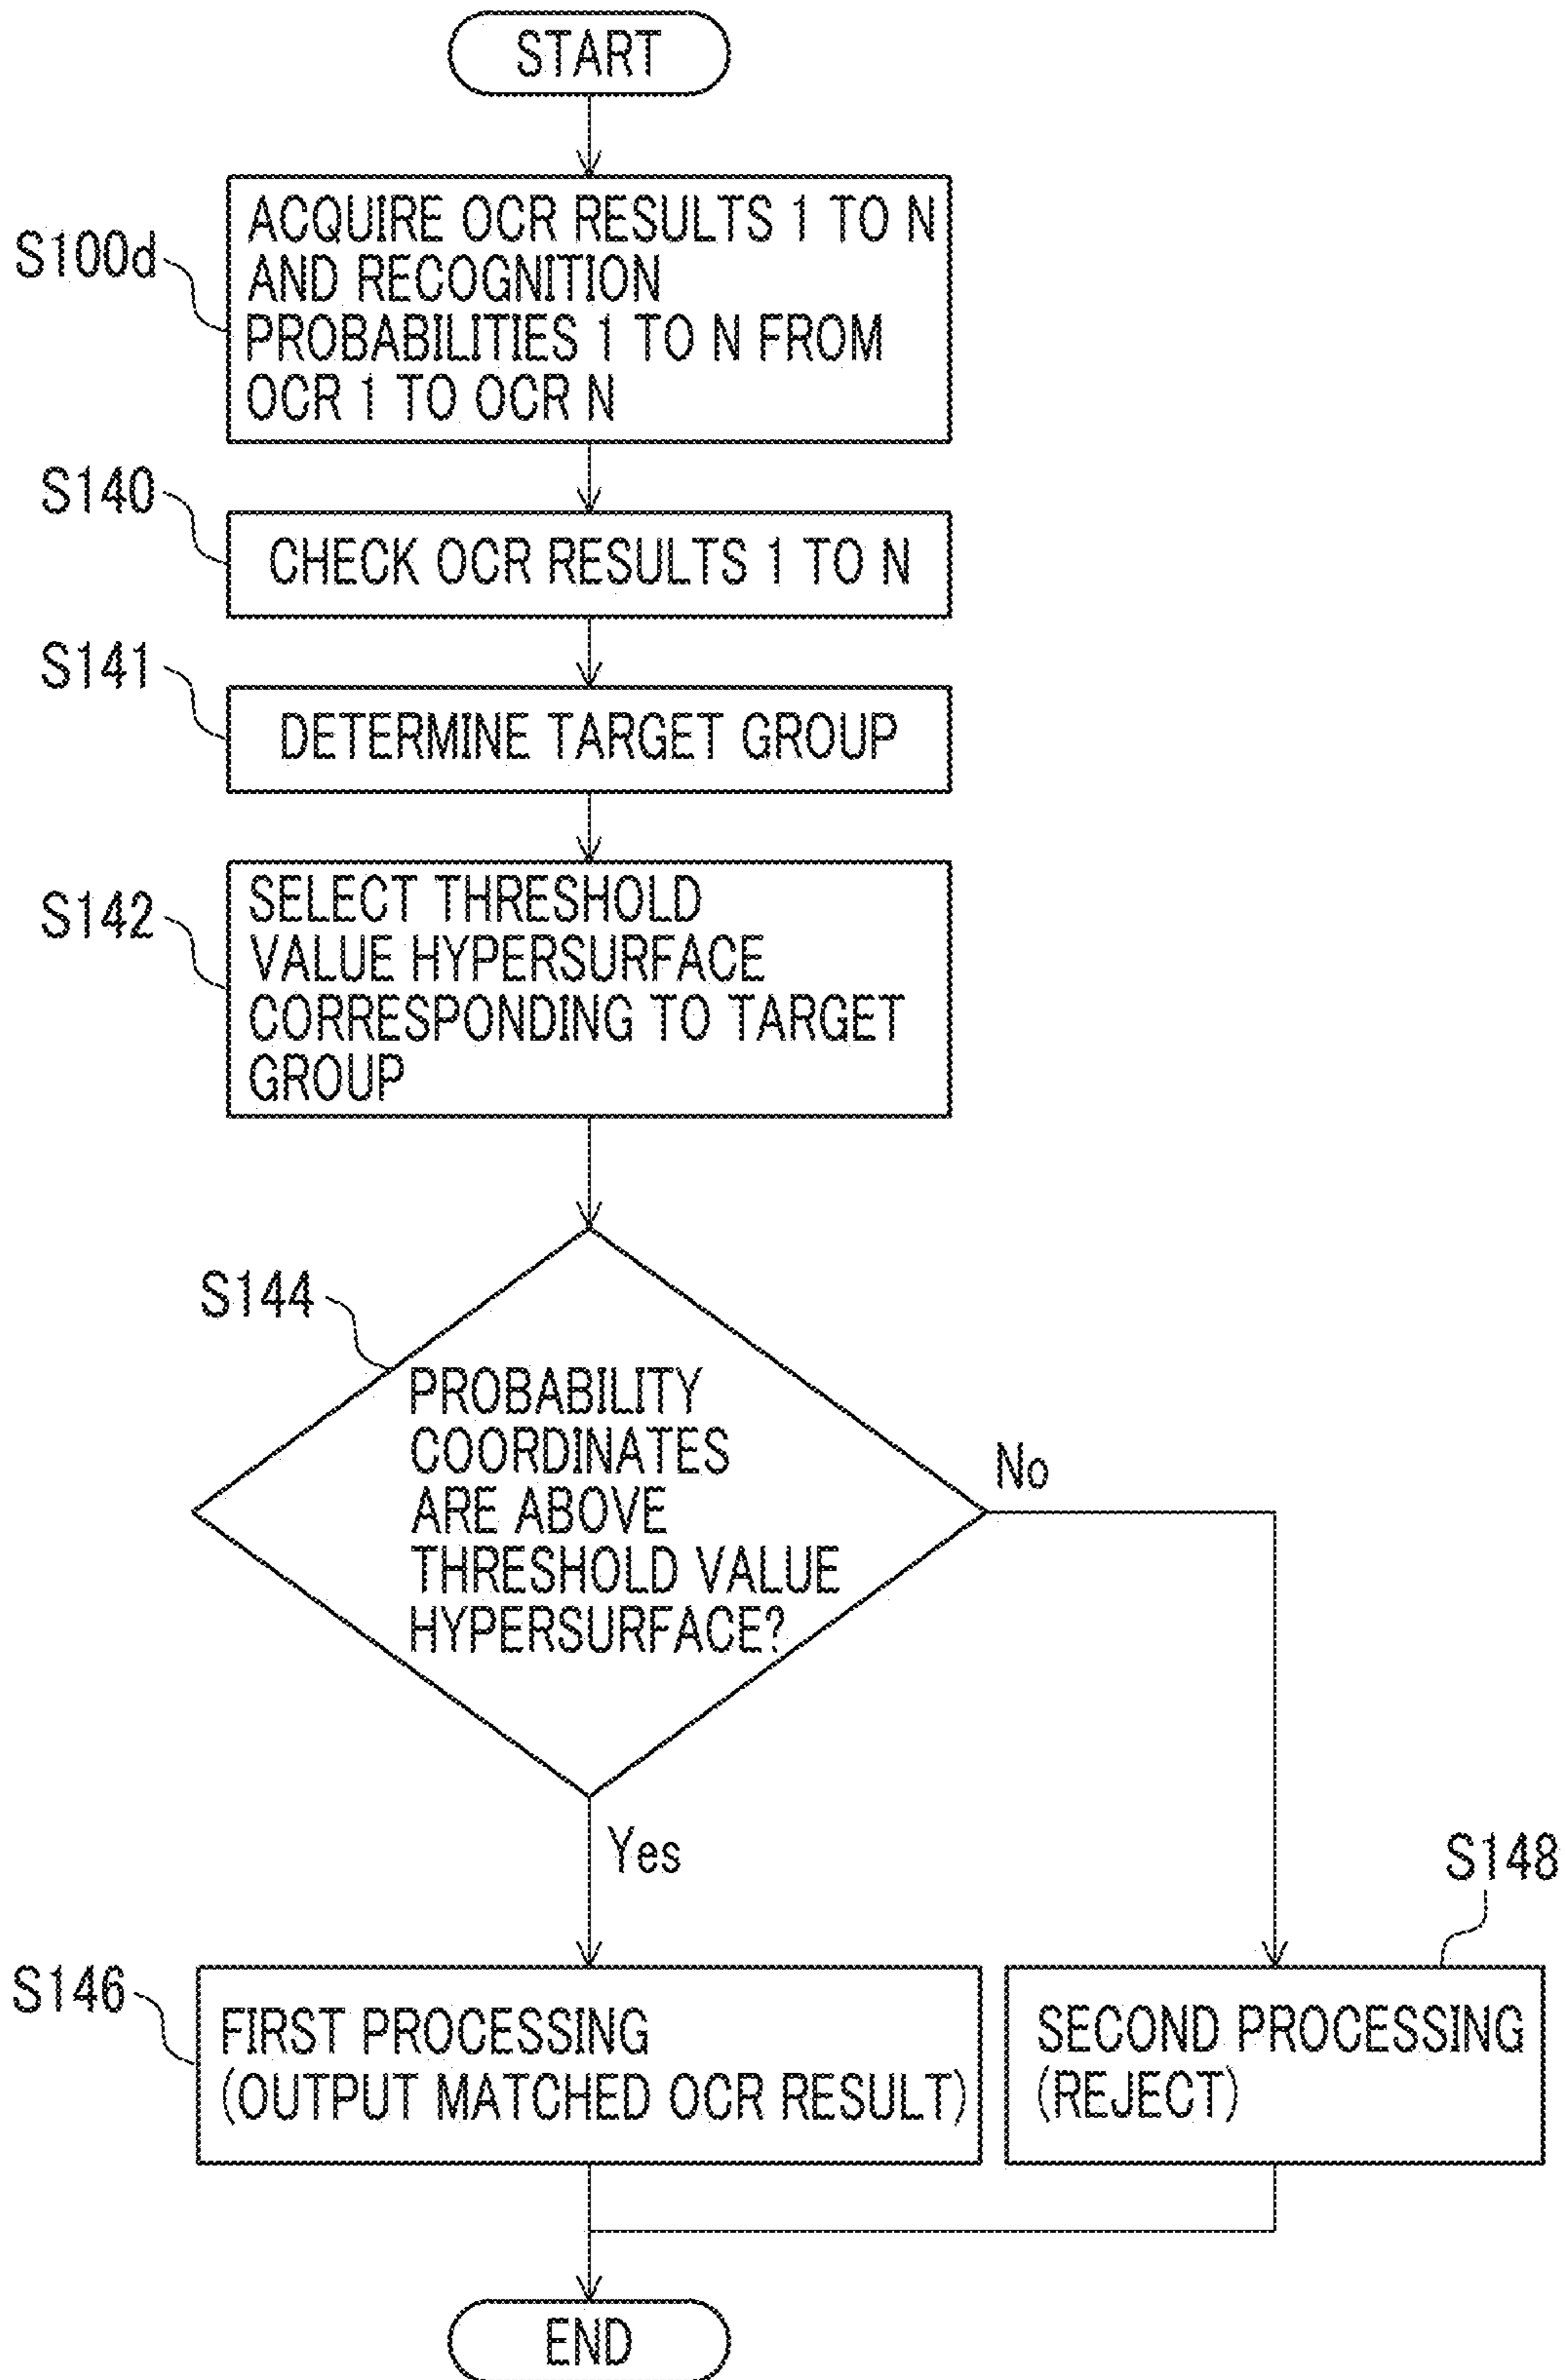 START
S100d
ACQUIRE OCR RESULTS 1 TO N
AND RECOGNITION
PROBABILITIES 1 TO N FROM
OCR 1 TO OCR N
S140
CHECK OCR RESULTS 1 TO N
S141
DETERMINE TARGET GROUP
S142
SELECT THRESHOLD
VALUE HYPERSURFACE
CORRESPONDING TO TARGET
GROUP
S144
PROBABILITY
COORDINATES
ARE ABOVE
THRESHOLD VALUE
HYPERSURFACE?
No
Yes
S146
FIRST PROCESSING
(OUTPUT MATCHED OCR RESULT)
S148
SECOND PROCESSING
(REJECT)
END